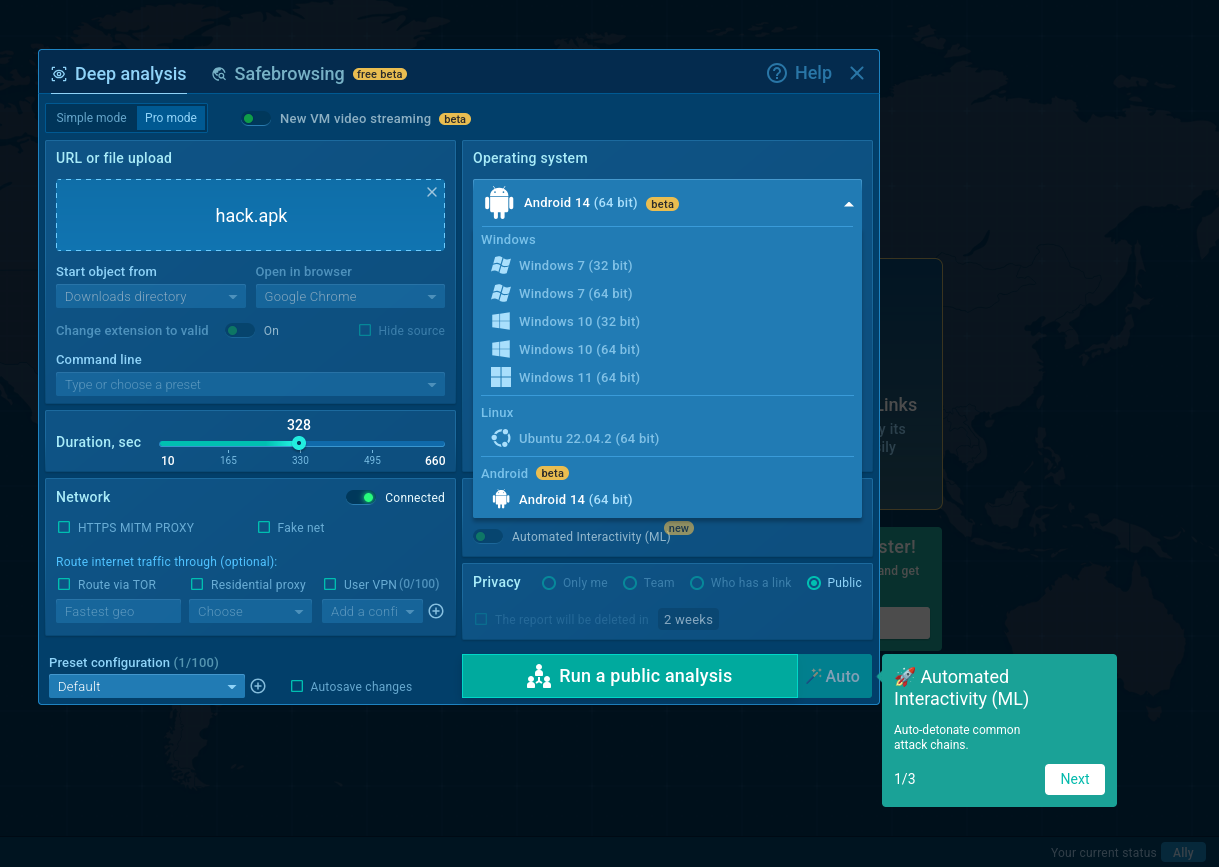 Deep analysis
Safebrowsing free beta
Help
Simple mode
Pro mode
New VM video streaming beta
URL or file upload
hack.apk
Start object from
Open in browser
Downloads directory
Google Chrome
Change extension to valid
On
Hide source
Command line
Type or choose a preset
Duration, sec
328
10
165
330
495
660
Network
Connected
HTTPS MITM PROXY
Fake net
Route internet traffic through (optional):
Route via TOR
Residential proxy
User VPN (0/100)
Fastest geo
Choose
Add a confi
Preset configuration (1/100)
Default
Autosave changes
Operating system
Android 14 (64 bit) beta
Windows
Windows 7 (32 bit)
Windows 7 (64 bit)
Windows 10 (32 bit)
Windows 10 (64 bit)
Windows 11 (64 bit)
Linux
Ubuntu 22.04.2 (64 bit)
Android beta
Android 14 (64 bit)
Automated Interactivity (ML) new
Privacy
Only me
Team
Who has a link
Public
The report will be deleted in
2 weeks
Run a public analysis
Auto
Links
y its
ily
ster!
and get
🚀 Automated
Interactivity (ML)
Auto-detonate common
attack chains.
1/3
Next
Your current status
Ally